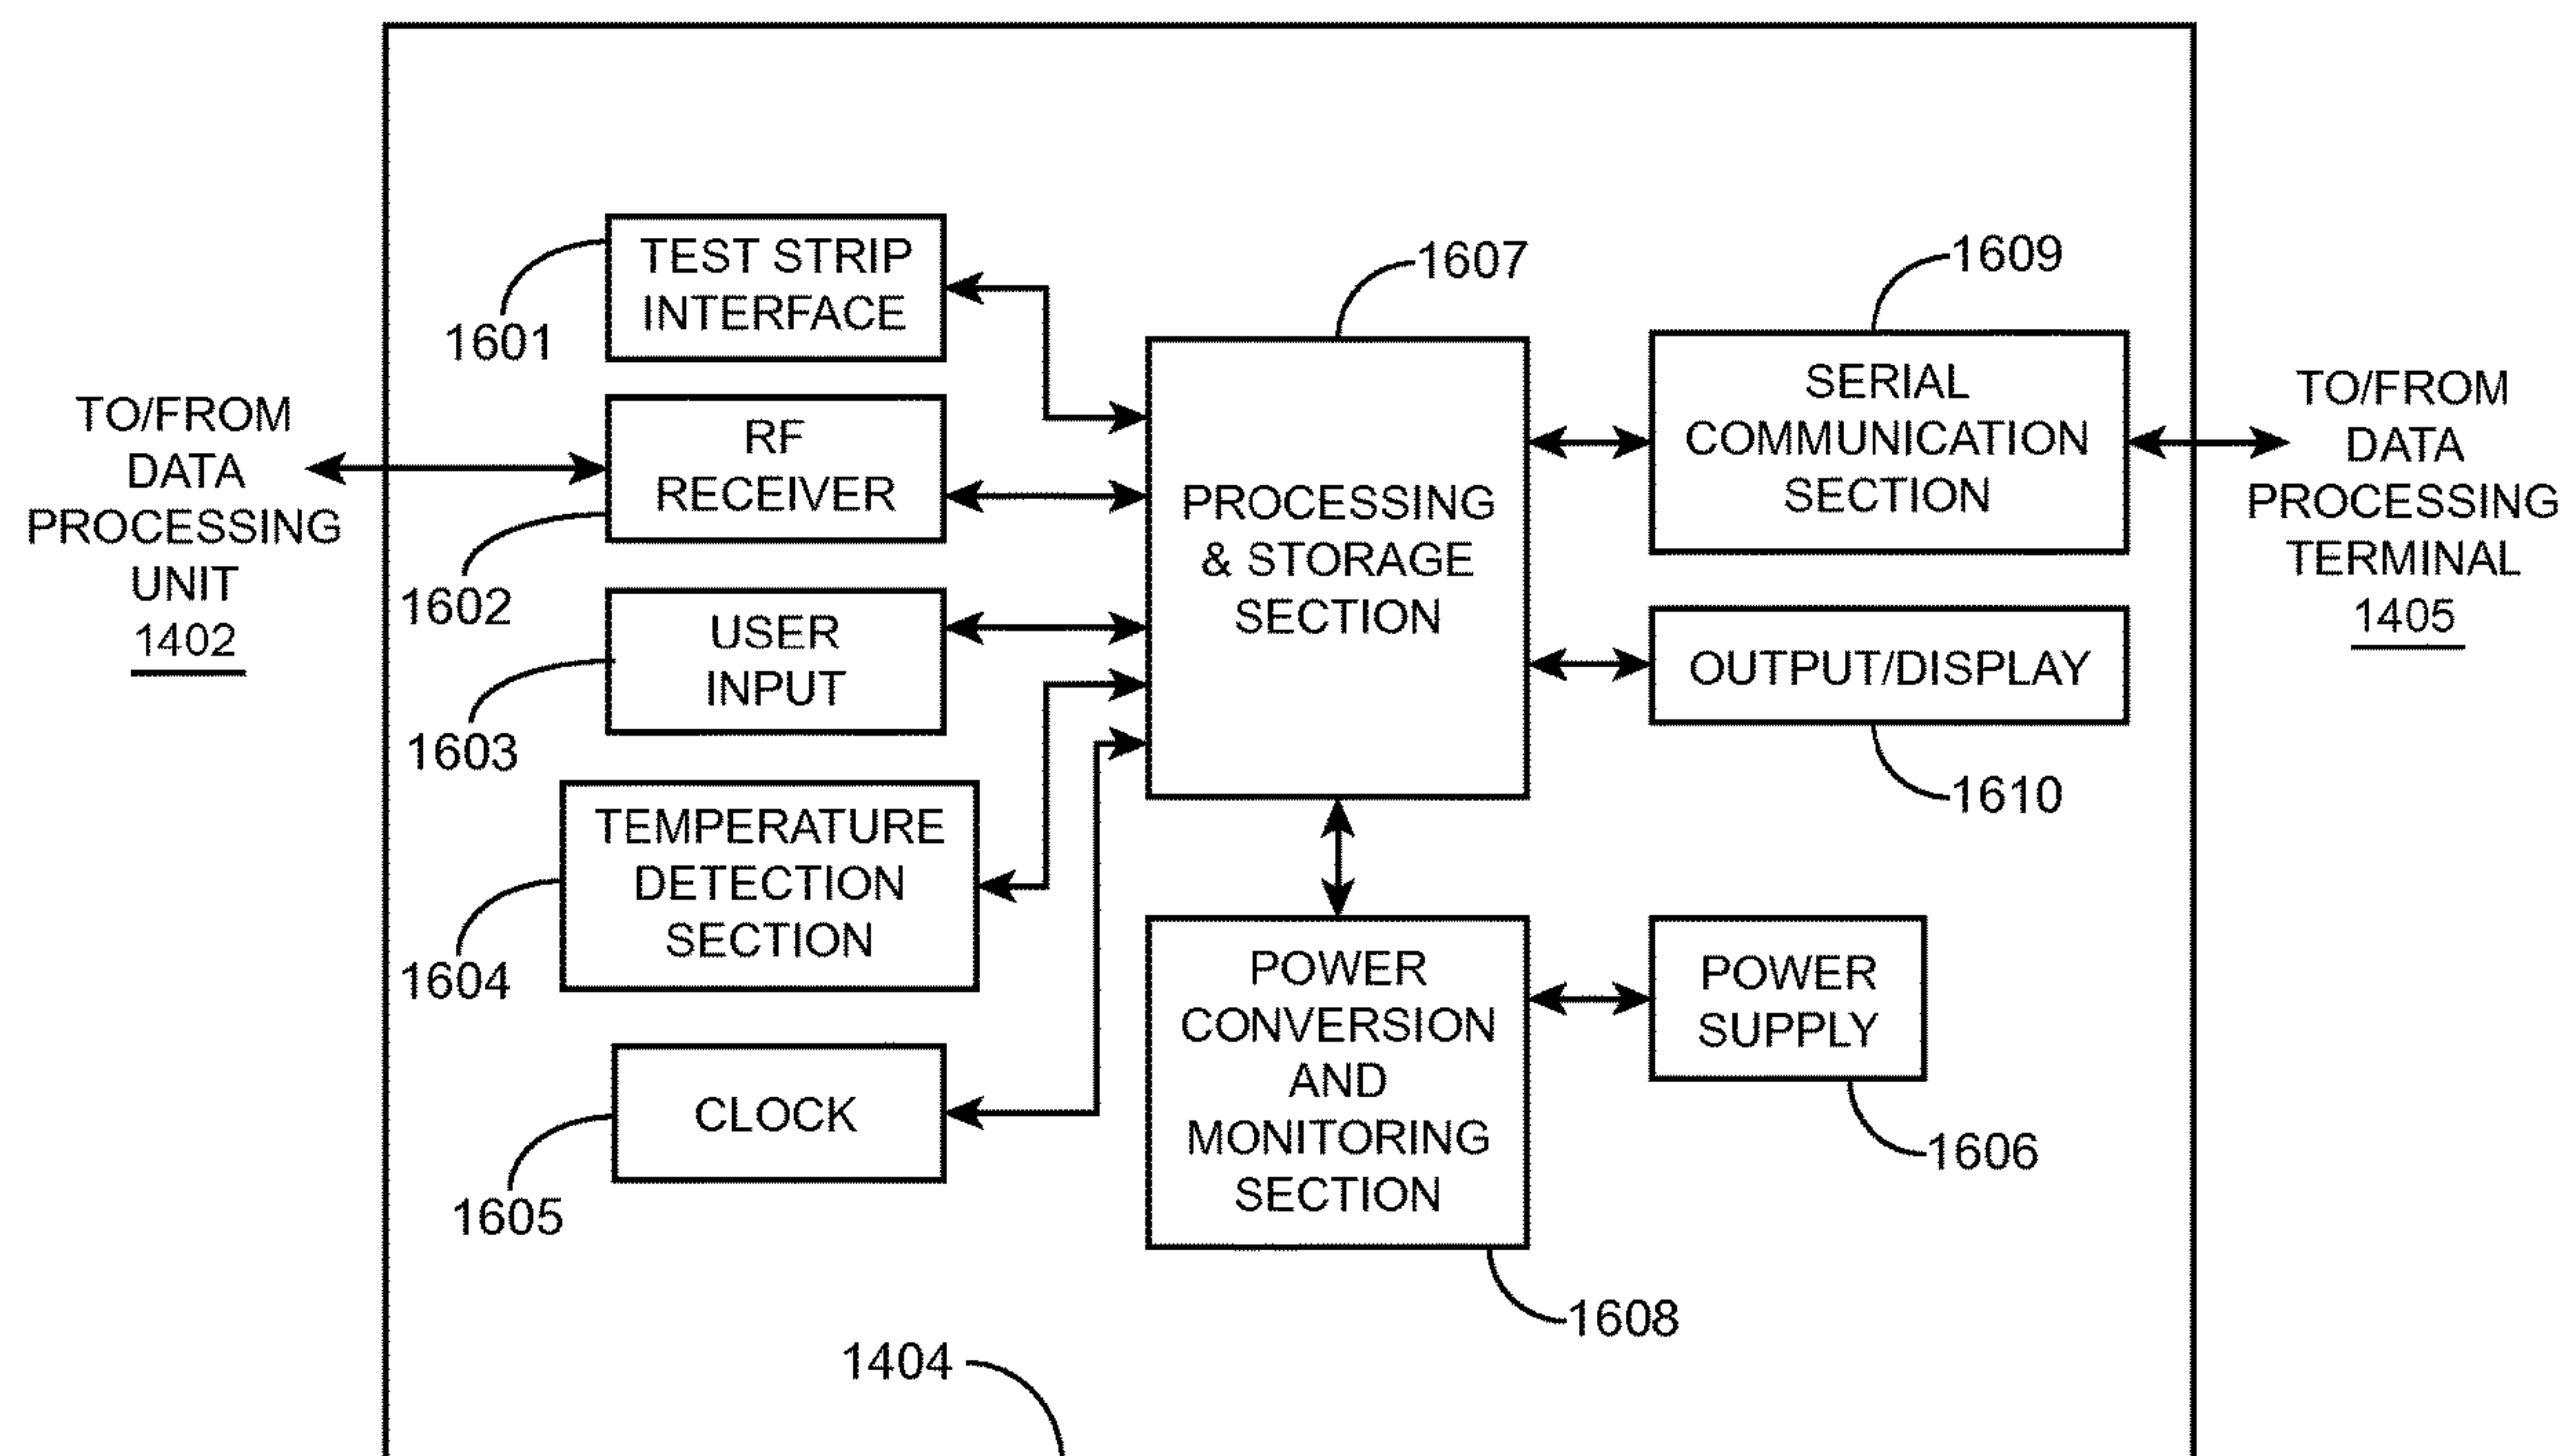 TEST STRIP
INTERFACE
1601
TO/FROM
DATA
PROCESSING
UNIT
1402
RF
RECEIVER
1602
USER
INPUT
1603
TEMPERATURE
DETECTION
SECTION
1604
CLOCK
1605
1607
PROCESSING
& STORAGE
SECTION
1609
SERIAL
COMMUNICATION
SECTION
TO/FROM
DATA
PROCESSING
TERMINAL
1405
OUTPUT/DISPLAY
1610
POWER
CONVERSION
AND
MONITORING
SECTION
1608
POWER
SUPPLY
1606
1404